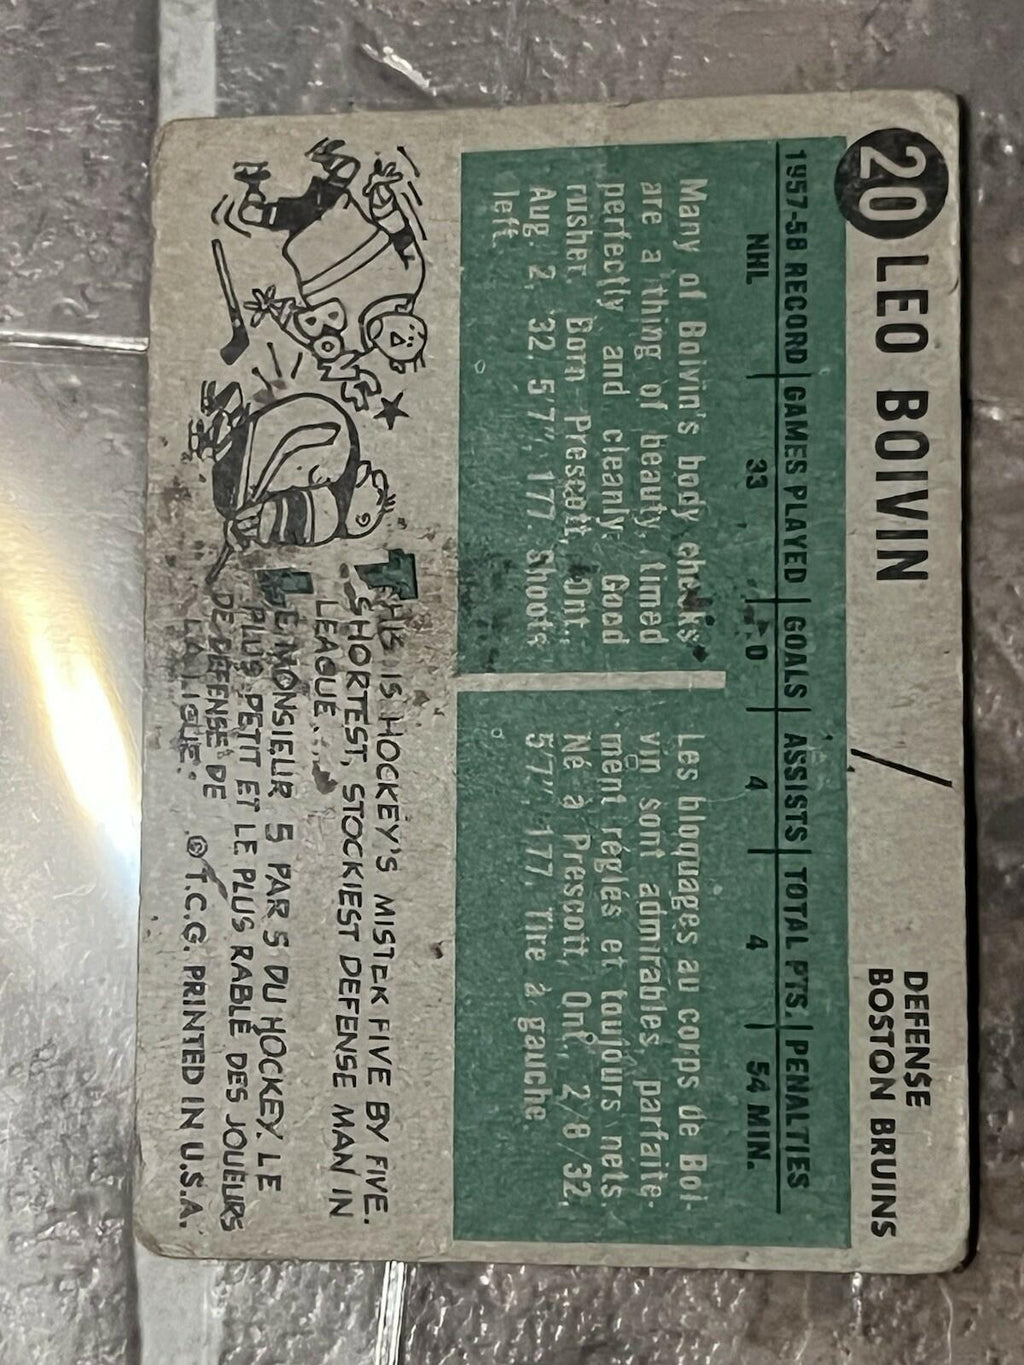 20 LEO BOIVIN
DEFENSE
BOSTON BRUINS
1957-58 RECORD GAMES PLAYED GOALS ASSISTS TOTAL PTS. PENALTIES
NHL 33 0 4 4 54 MIN.
Many of Boivin's body checks
are a thing of beauty, timed
perfectly and cleanly. Good
rusher. Born Prescott, Ont.,
Aug. 2, '32, 5'7", 177. Shoots
left.
Les bloquages au corps de Boi-
vin sont admirables, parfaite-
ment réglés et toujours nets.
Né à Prescott, Ont., 2/8/32,
5'7", 177. Tire à gauche.
BONG
THIS IS HOCKEY'S MISTER FIVE BY FIVE.
SHORTEST, STOCKIEST DEFENSE MAN IN
LEAGUE.
LE MONSIEUR 5 PAR 5 DU HOCKEY. LE
PLUS PETIT ET LE PLUS RABLÉ DES JOUEURS
DE DÉFENSE DE
LA LIGUE.
© T.C.G. PRINTED IN U.S.A.